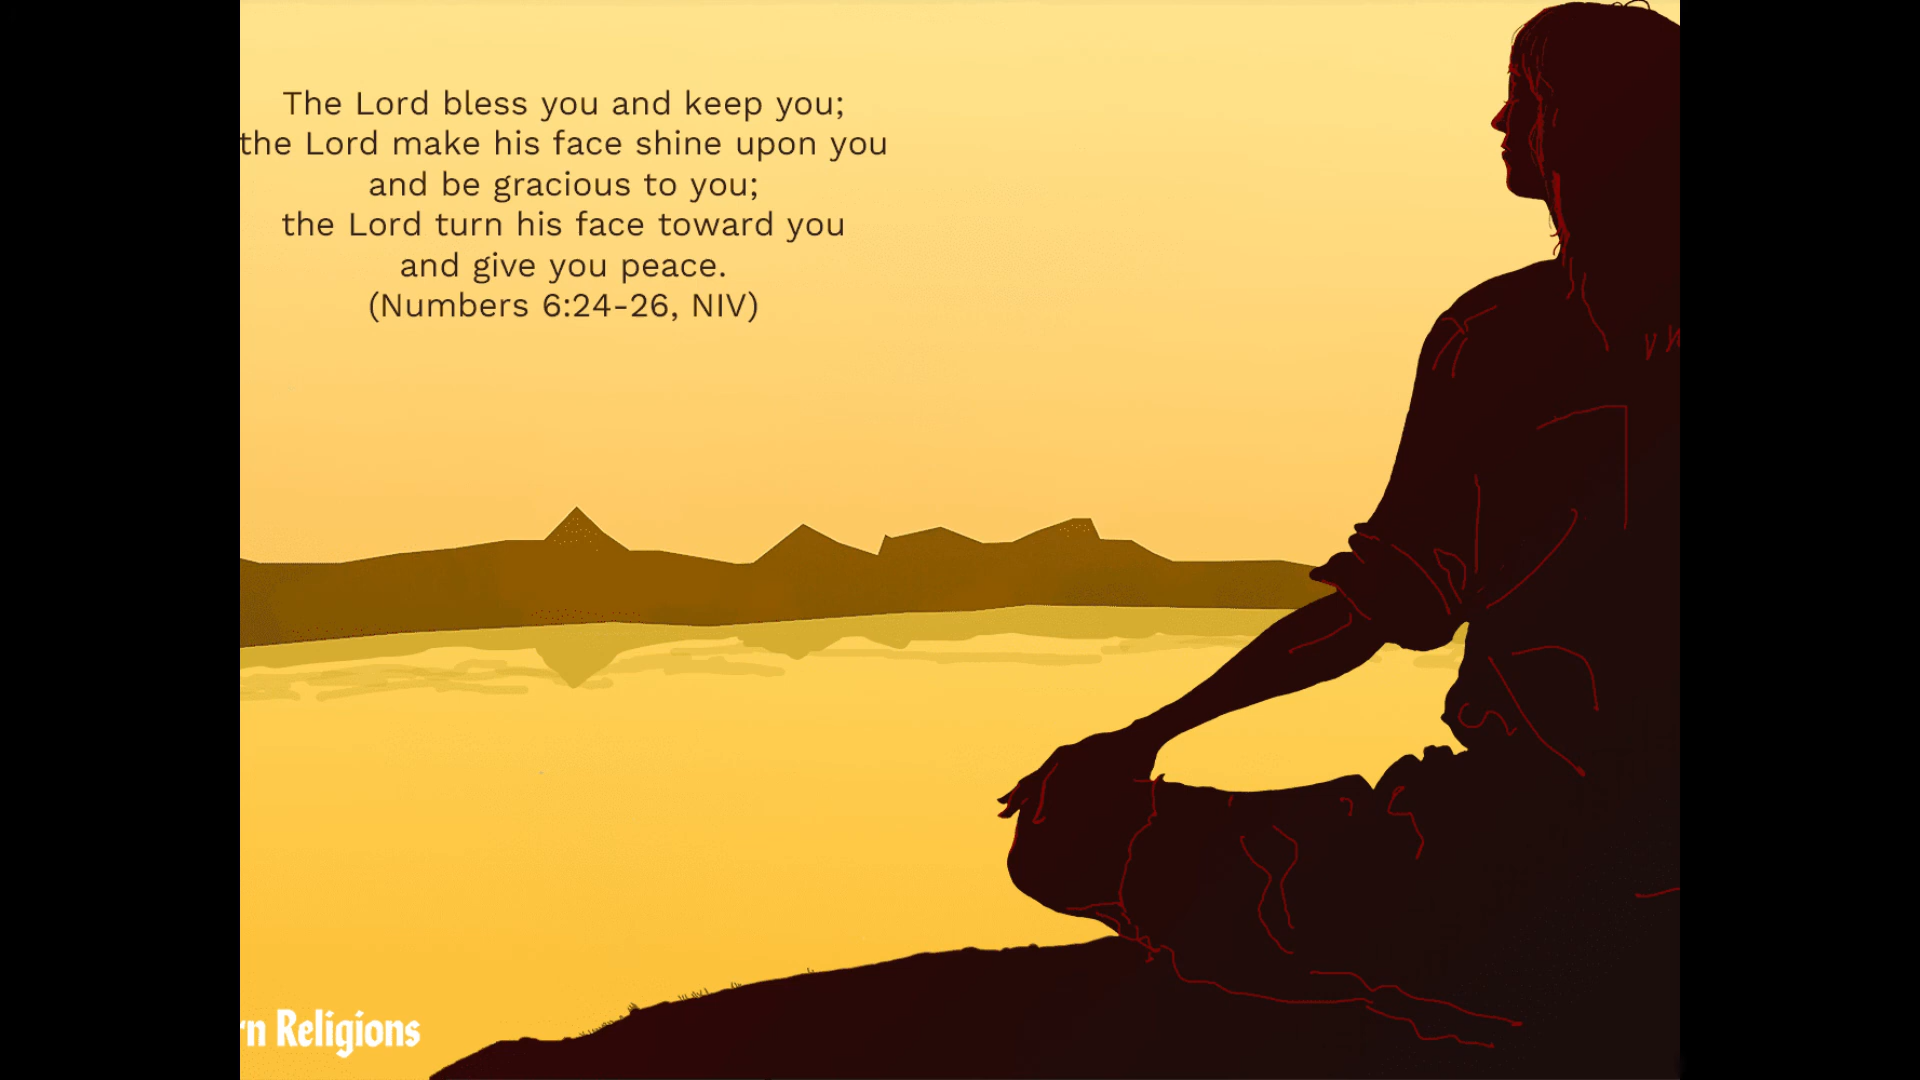 The Lord bless you and keep you;
the Lord make his face shine upon you
and be gracious to you;
the Lord turn his face toward you
and give you peace.
(Numbers 6:24-26, NIV)
rn Religions